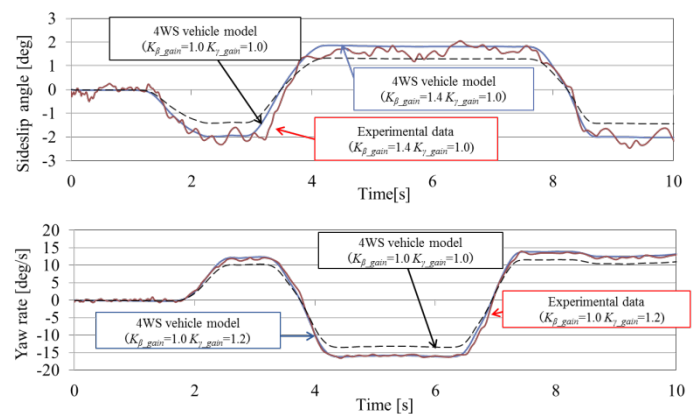 3
2
1
0
-1
-2
-3
Sideslip angle [deg]
4WS vehicle model
(Kβ_gain=1.0 Kγ_gain=1.0)
4WS vehicle model
(Kβ_gain=1.4 Kγ_gain=1.0)
Experimental data
(Kβ_gain=1.4 Kγ_gain=1.0)
0 2 4 6 8 10
Time[s]
20
15
10
5
0
-5
-10
-15
-20
Yaw rate [deg/s]
4WS vehicle model
(Kβ_gain=1.0 Kγ_gain=1.0)
4WS vehicle model
(Kβ_gain=1.0 Kγ_gain=1.2)
Experimental data
(Kβ_gain=1.0 Kγ_gain=1.2)
0 2 4 6 8 10
Time [s]